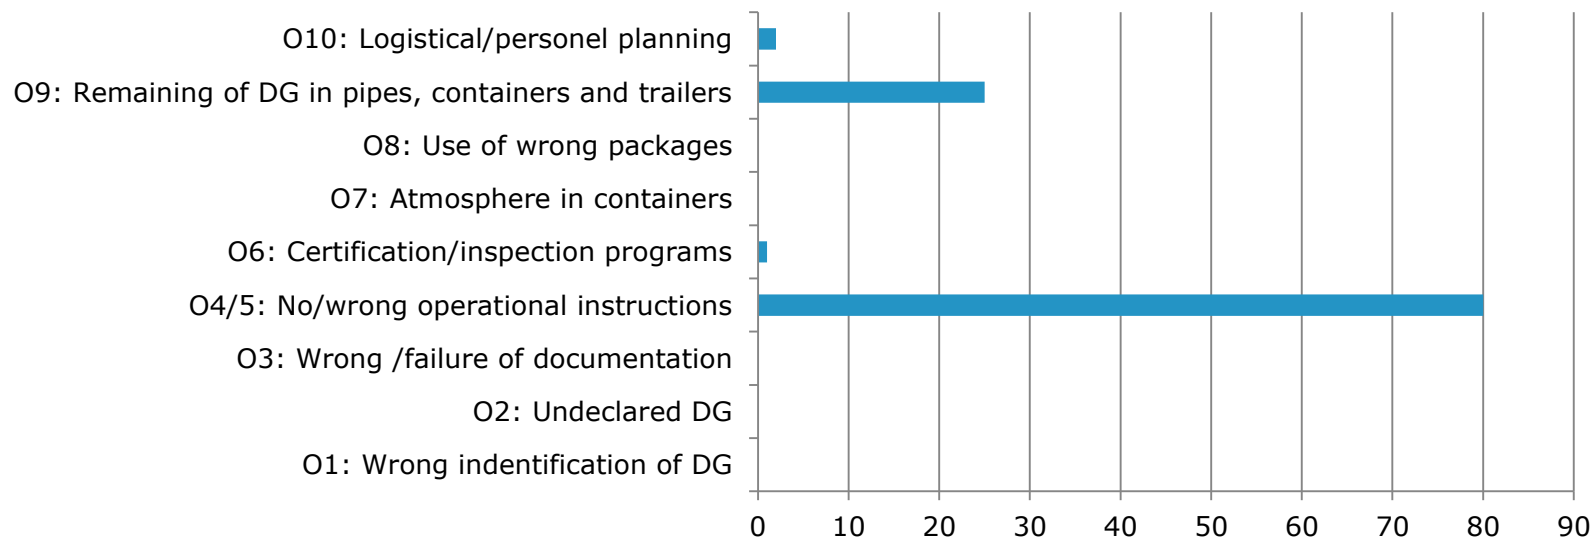 O10: Logistical/personel planning
O9: Remaining of DG in pipes, containers and trailers
O8: Use of wrong packages
O7: Atmosphere in containers
O6: Certification/inspection programs
O4/5: No/wrong operational instructions
O3: Wrong /failure of documentation
O2: Undeclared DG
O1: Wrong indentification of DG
0 10 20 30 40 50 60 70 80 90